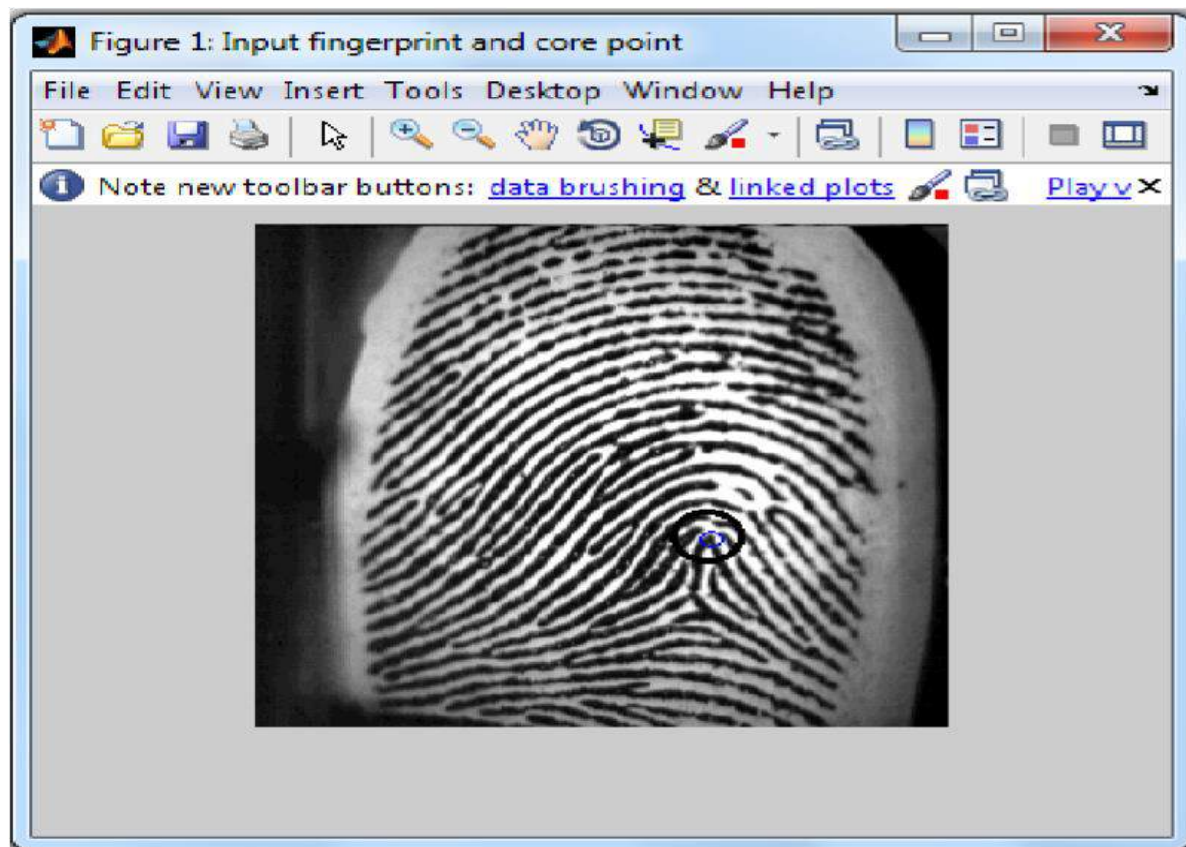 Figure 1: Input fingerprint and core point
File Edit View Insert Tools Desktop Window Help
Note new toolbar buttons: data brushing & linked plots Play v